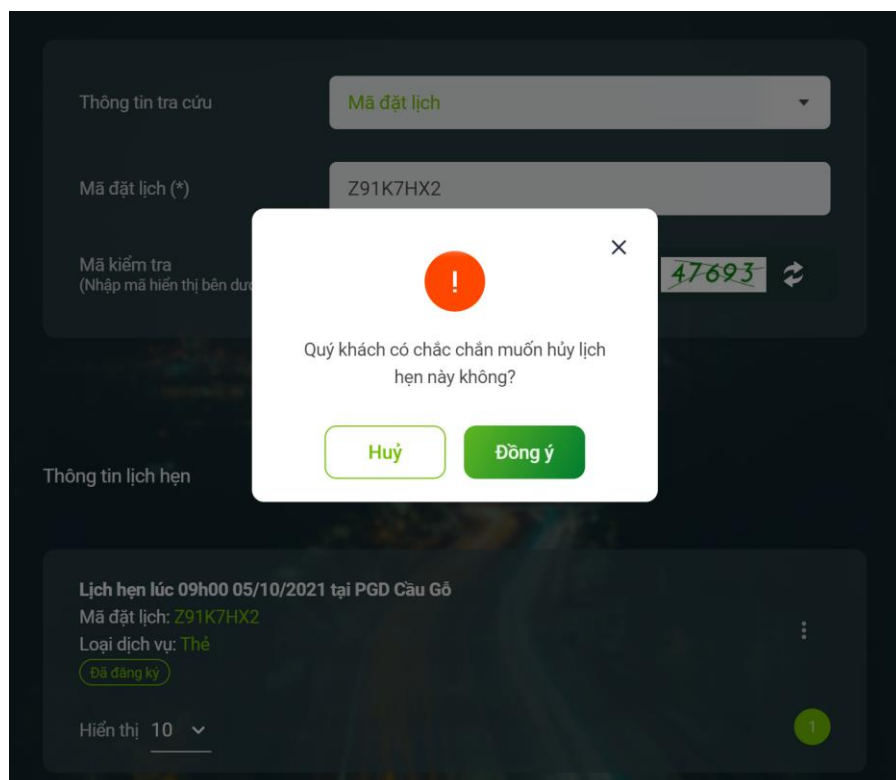 Thông tin tra cứu
Mã đặt lịch
Mã đặt lịch (*)
Z91K7HX2
Mã kiểm tra
(Nhập mã hiển thị bên dư
47693
!
Quý khách có chắc chắn muốn hủy lịch
hẹn này không?
Huỷ
Đồng ý
Thông tin lịch hẹn
Lịch hẹn lúc 09h00 05/10/2021 tại PGD Cầu Gỗ
Mã đặt lịch: Z91K7HX2
Loại dịch vụ: Thẻ
Đã đăng ký
Hiển thị 10
1